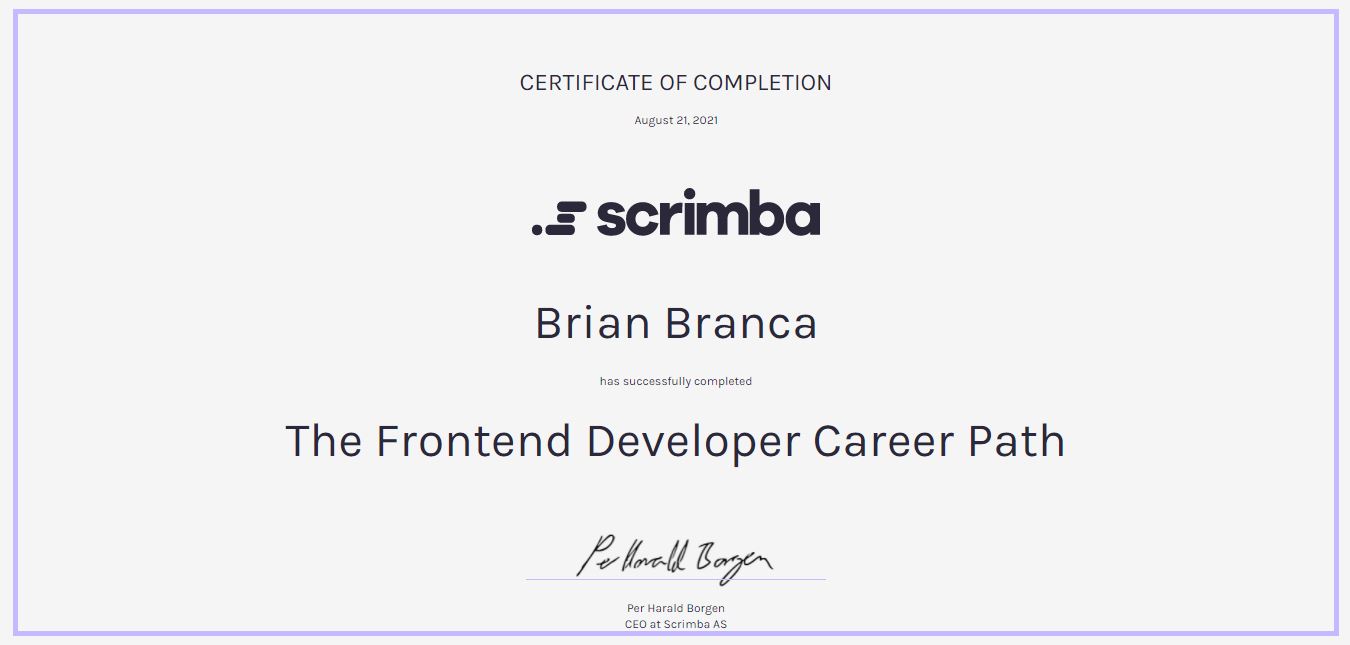 CERTIFICATE OF COMPLETION
August 21, 2021
scrimba
Brian Branca
has successfully completed
The Frontend Developer Career Path
Per Harald Borgen
Per Harald Borgen
CEO at Scrimba AS